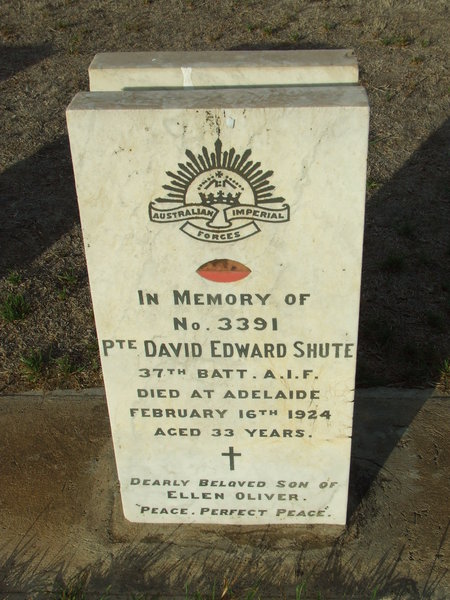 AUSTRALIAN IMPERIAL
FORCES
IN MEMORY OF
No. 3391
PTE DAVID EDWARD SHUTE
37TH BATT. A.I.F.
DIED AT ADELAIDE
FEBRUARY 16TH 1924
AGED 33 YEARS.
DEARLY BELOVED SON OF
ELLEN OLIVER.
PEACE. PERFECT PEACE.